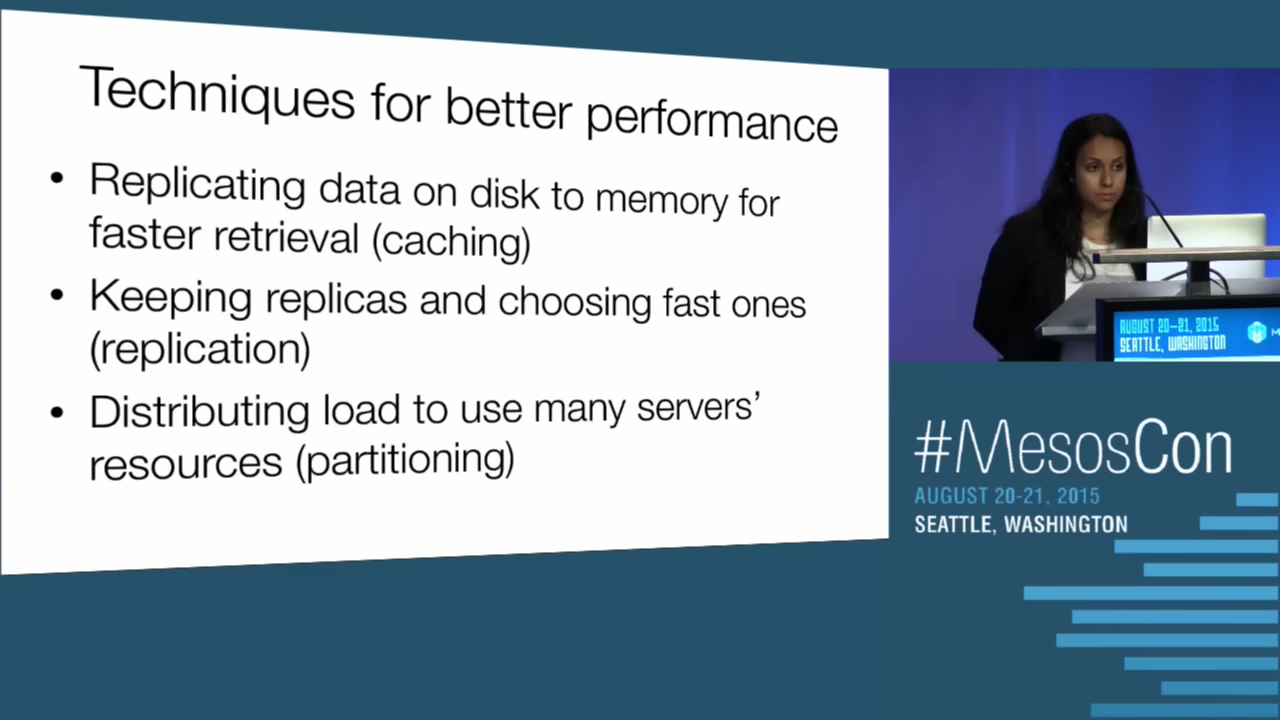 Techniques for better performance
• Replicating data on disk to memory for
faster retrieval (caching)
• Keeping replicas and choosing fast ones
(replication)
• Distributing load to use many servers’
resources (partitioning)
AUGUST 20–21, 2015
SEATTLE, WASHINGTON
#MesosCon
AUGUST 20-21, 2015
SEATTLE, WASHINGTON